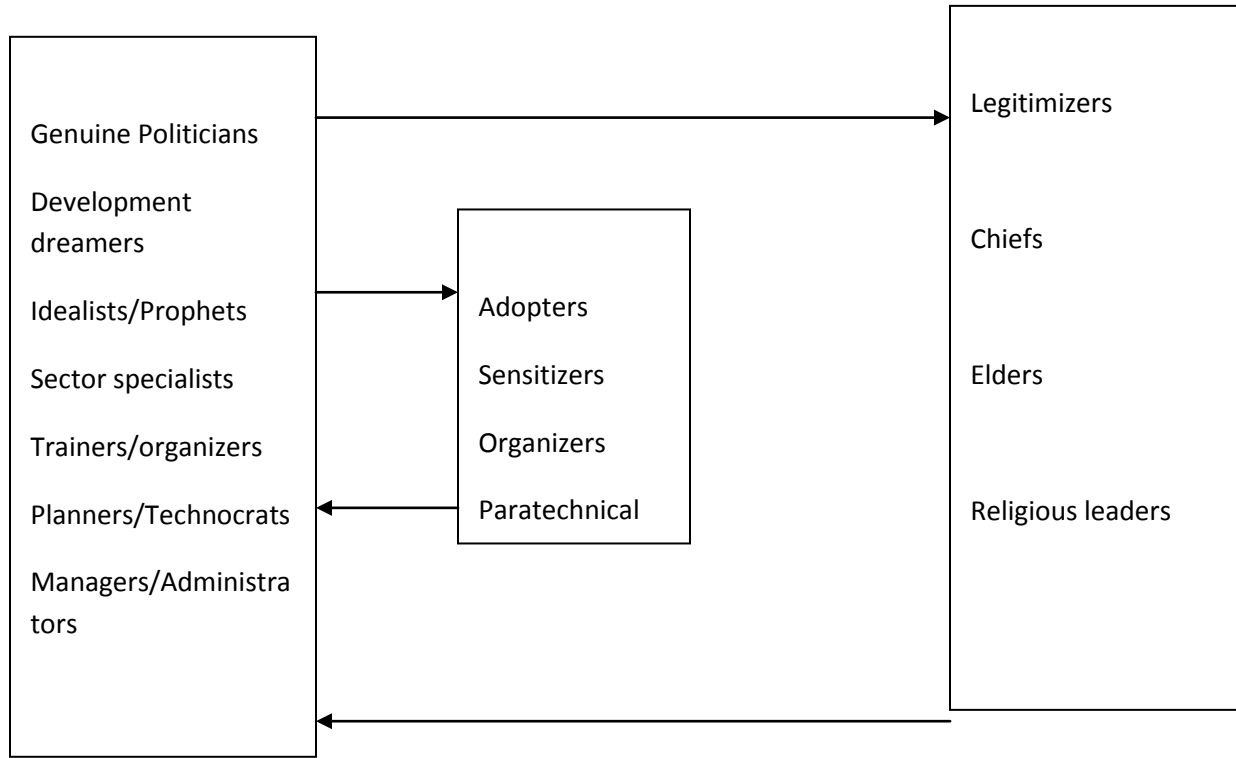 Genuine Politicians
Development
dreamers
Idealists/Prophets
Sector specialists
Trainers/organizers
Planners/Technocrats
Managers/Administra
tors
Adopters
Sensitizers
Organizers
Paratechnical
Legitimizers
Chiefs
Elders
Religious leaders